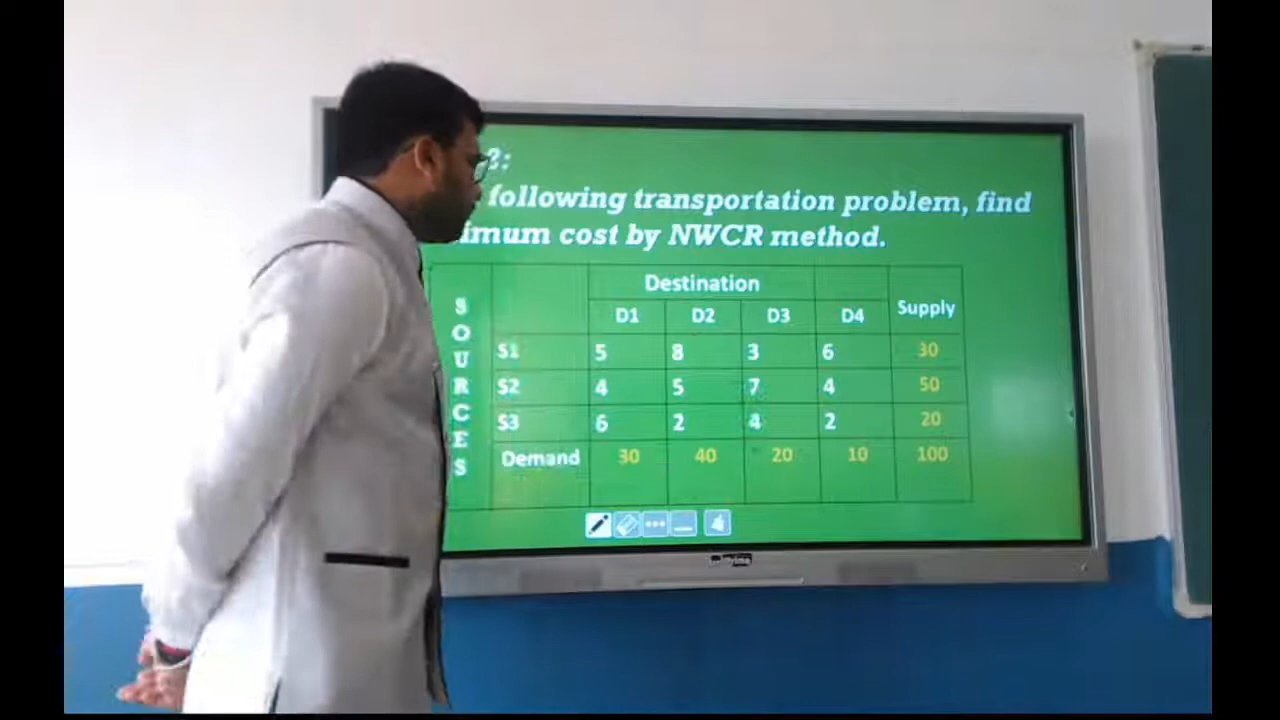 2:
following transportation problem, find
imum cost by NWCR method.
SOURCES
Destination
D1 D2 D3 D4 Supply
S1 5 8 3 6 30
S2 4 5 7 4 50
S3 6 2 4 2 20
Demand 30 40 20 10 100